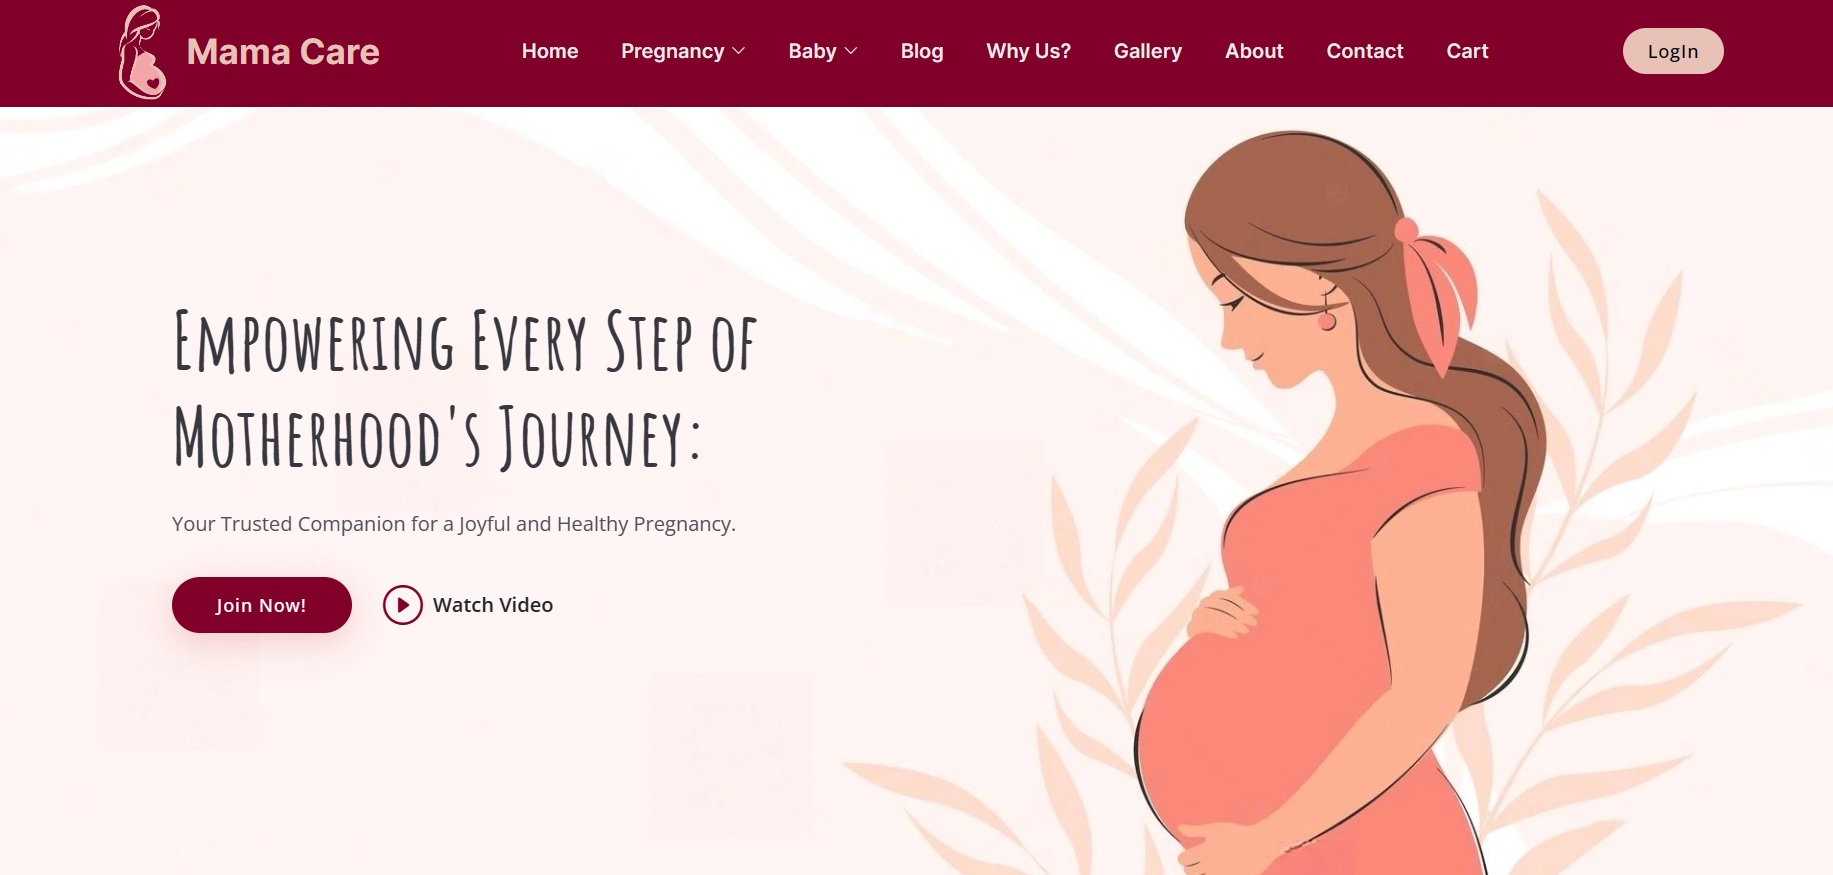 Mama Care
Home Pregnancy Baby Blog Why Us? Gallery About Contact Cart
LogIn
Empowering Every Step of
Motherhood's Journey:
Your Trusted Companion for a Joyful and Healthy Pregnancy.
Join Now!
Watch Video